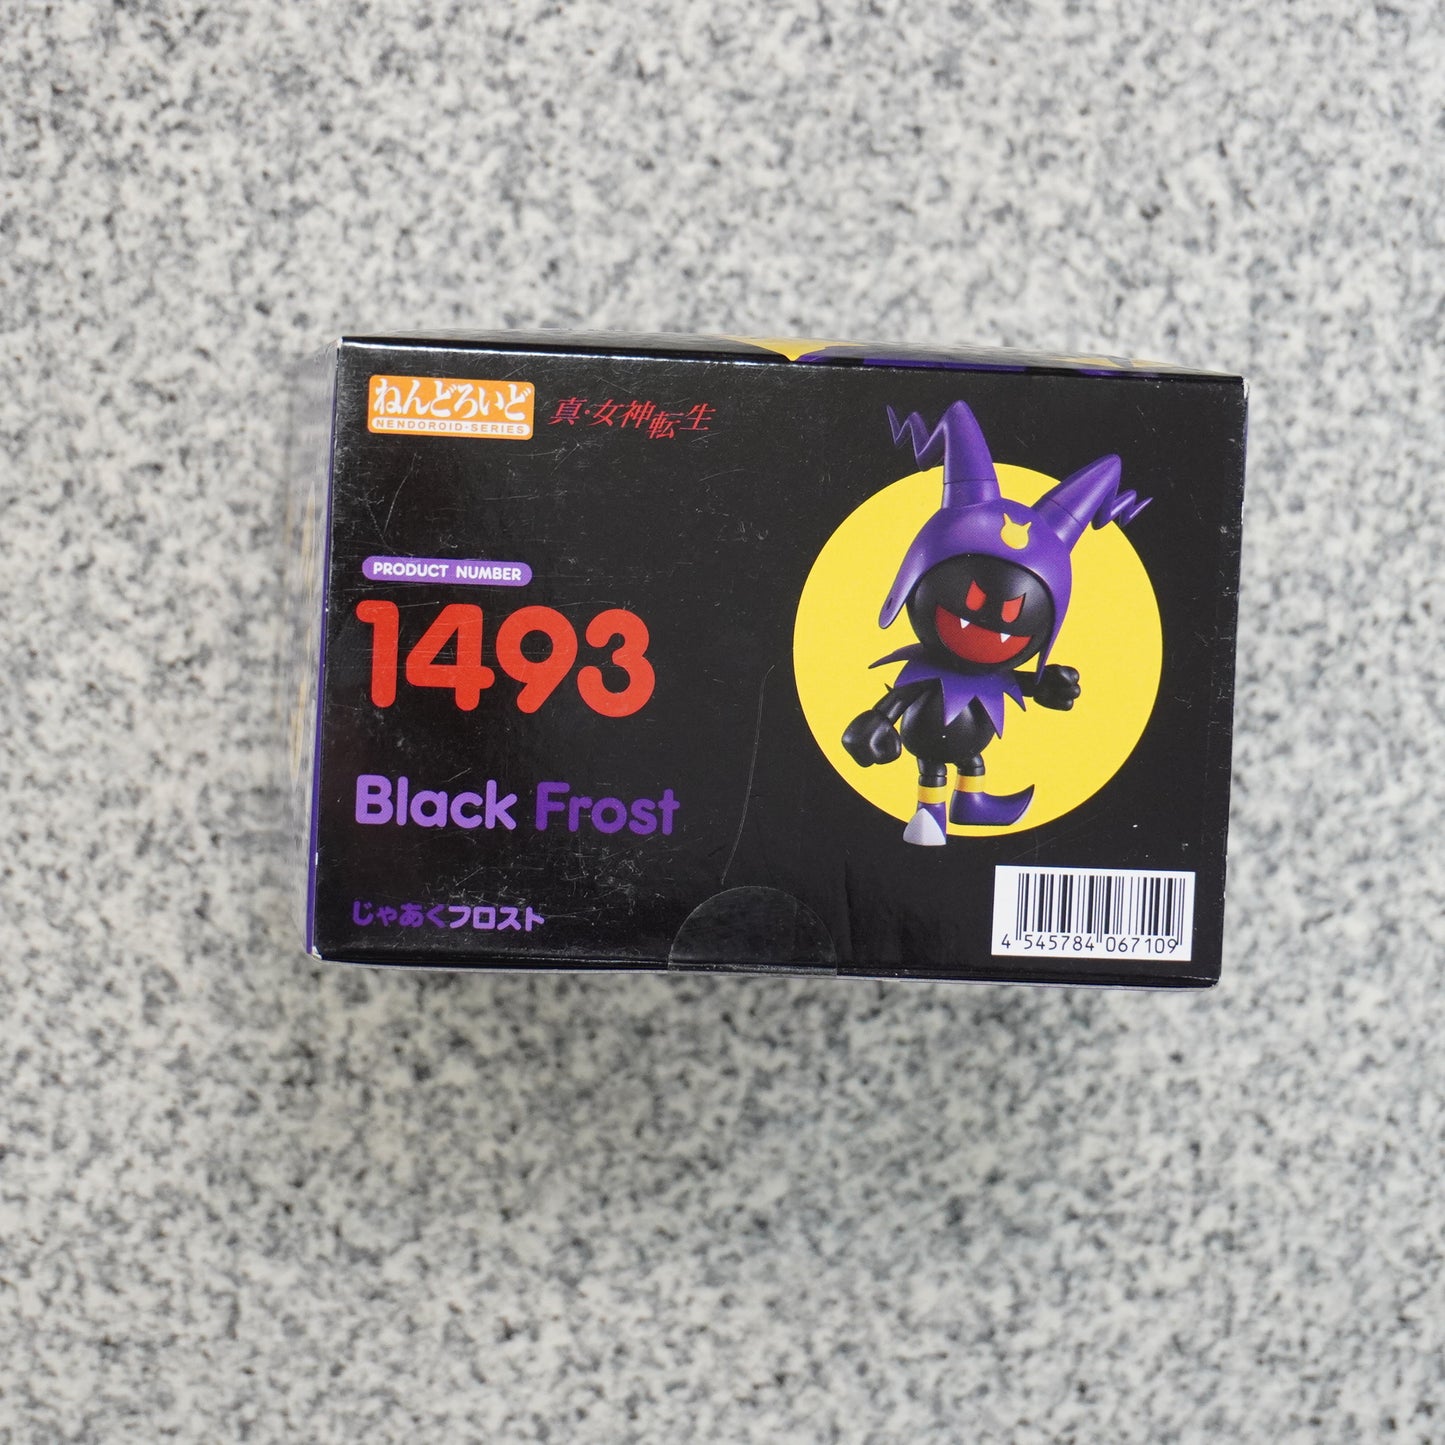 ねんどろいど
NENDOROID·SERIES
真・女神転生
PRODUCT NUMBER
1493
Black Frost
じゃあくフロスト
4 545784 067109